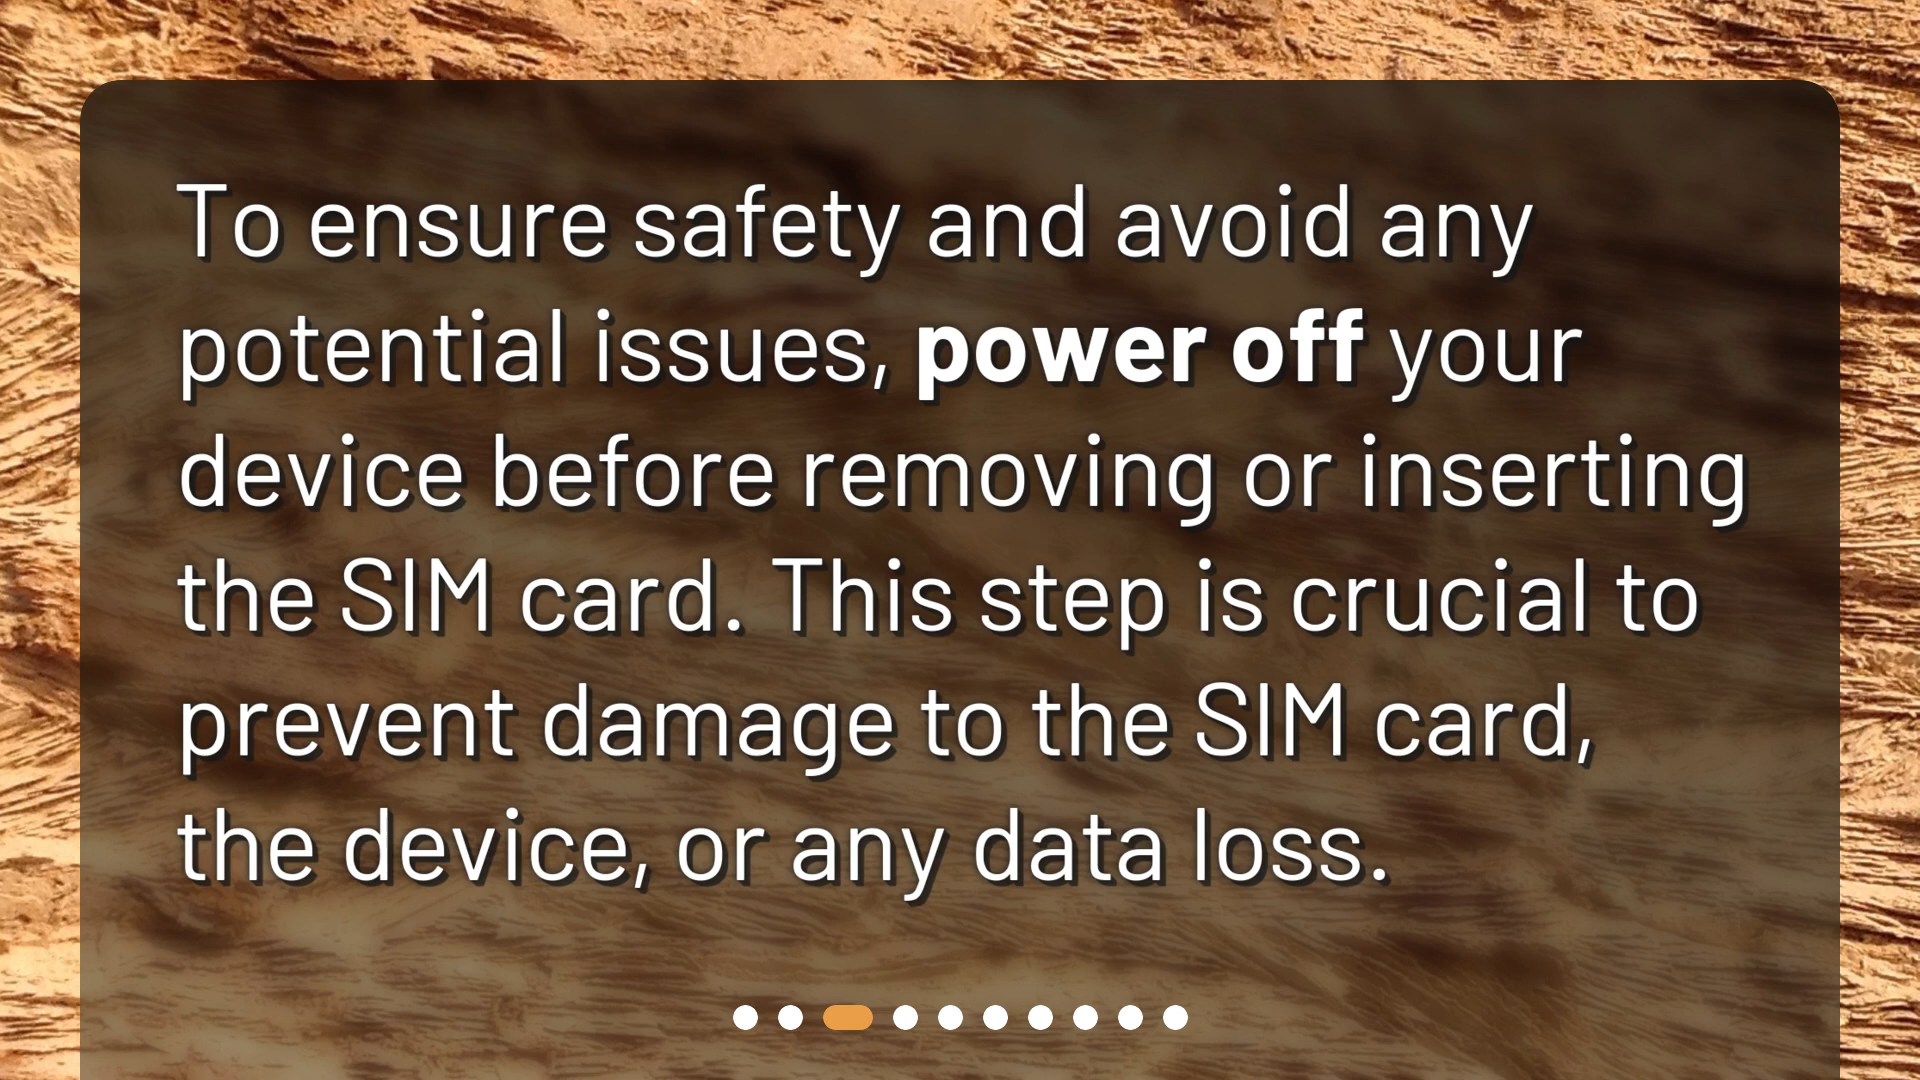 To ensure safety and avoid any
potential issues, power off your
device before removing or inserting
the SIM card. This step is crucial to
prevent damage to the SIM card,
the device, or any data loss.